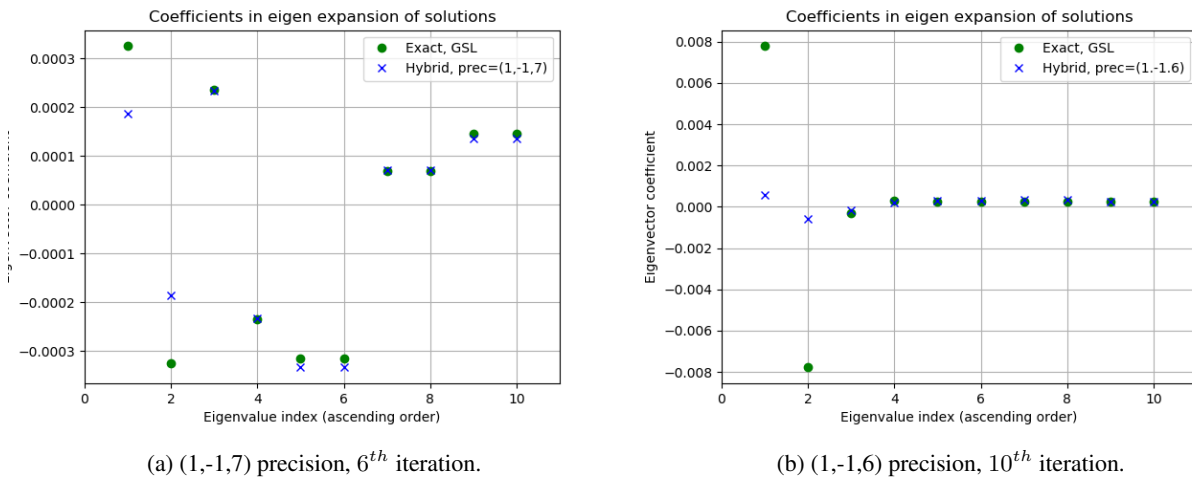 Coefficients in eigen expansion of solutions
Exact, GSL
Hybrid, prec=(1,-1,7)
0.0003
0.0002
0.0001
0.0000
−0.0001
−0.0002
−0.0003
0 2 4 6 8 10
Eigenvalue index (ascending order)
(a) (1,-1,7) precision, 6th iteration.
Coefficients in eigen expansion of solutions
Exact, GSL
Hybrid, prec=(1.-1.6)
0.008
0.006
0.004
0.002
0.000
−0.002
−0.004
−0.006
−0.008
Eigenvector coefficient
0 2 4 6 8 10
Eigenvalue index (ascending order)
(b) (1,-1,6) precision, 10th iteration.